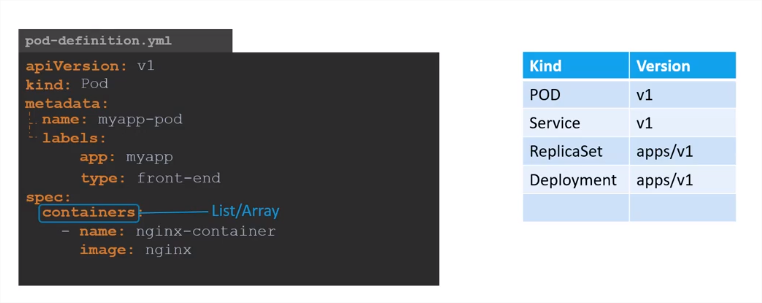 pod-definition.yml
apiVersion: v1
kind: Pod
metadata:
name: myapp-pod
labels:
app: myapp
type: front-end
spec:
containers:
List/Array
- name: nginx-container
image: nginx
Kind Version
POD v1
Service v1
ReplicaSet apps/v1
Deployment apps/v1